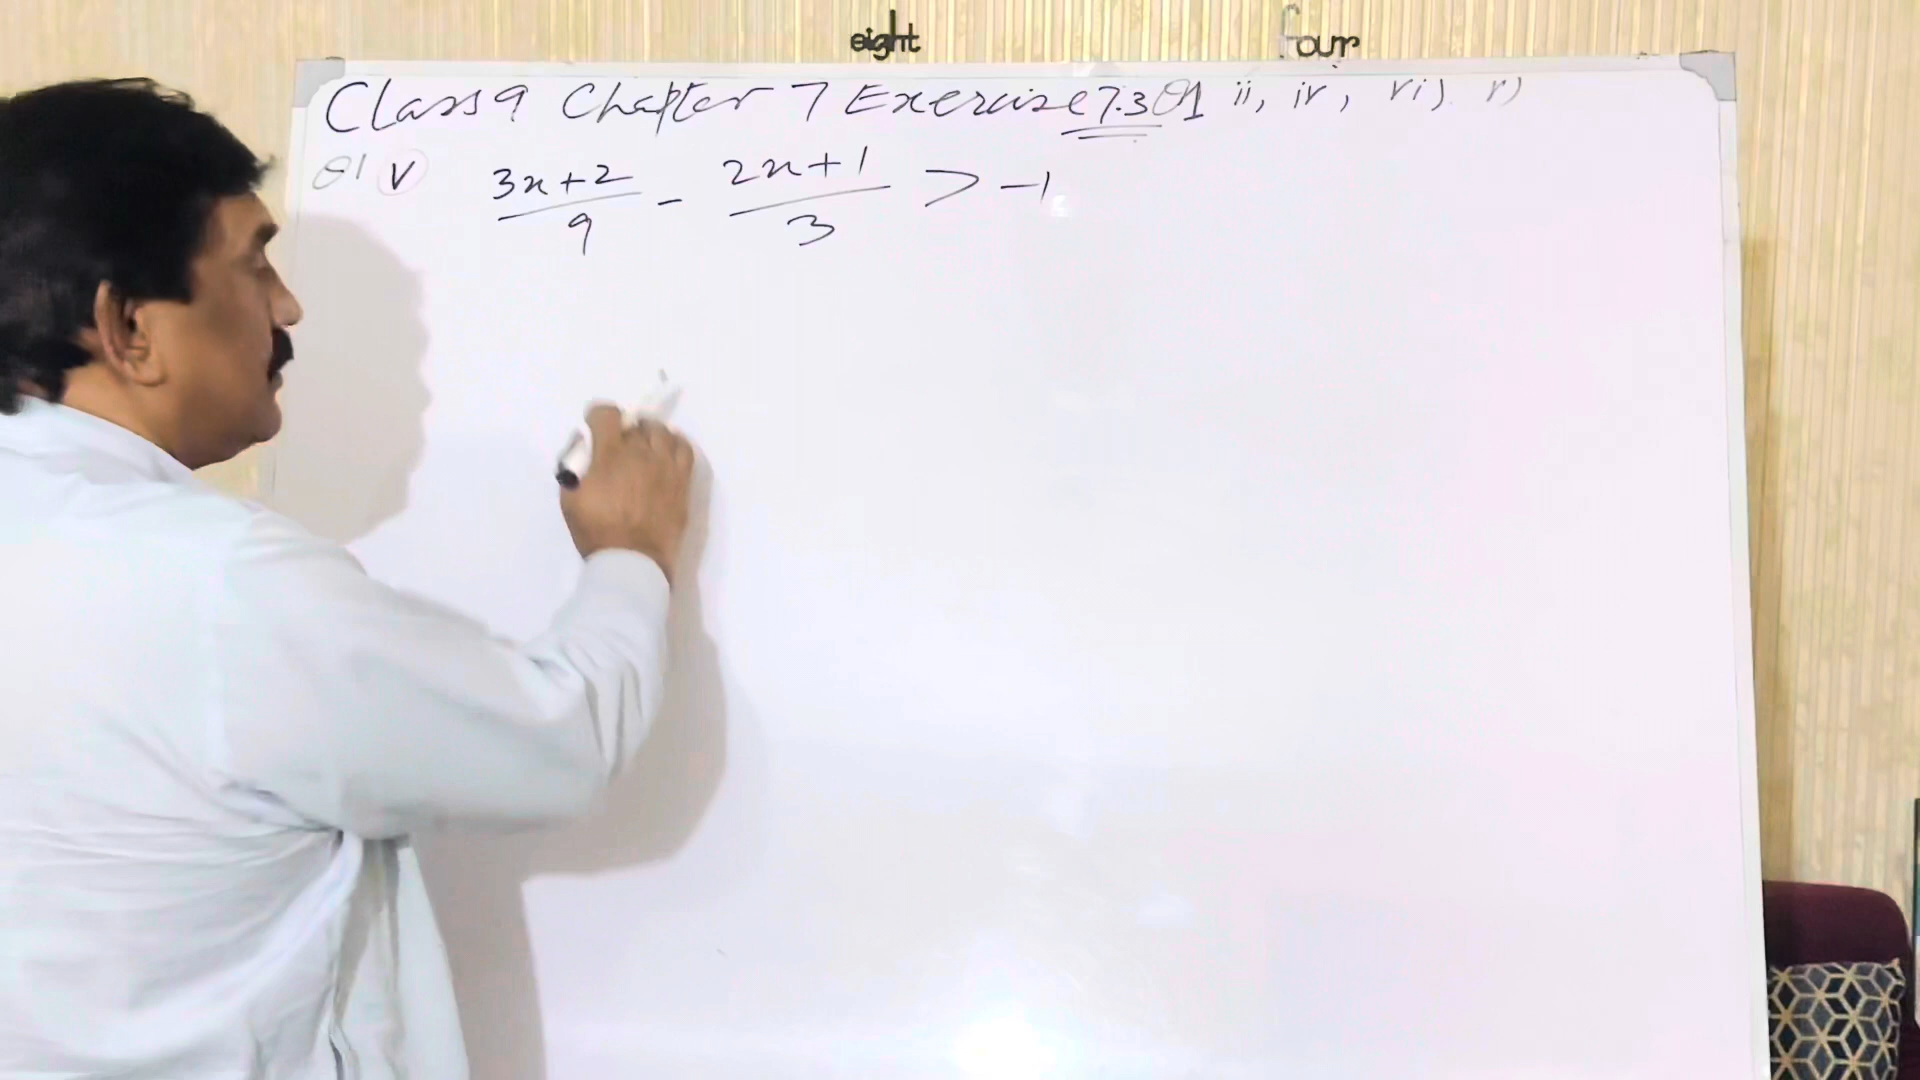 eight four
Class 9 Chapter 7 Exercise 7.3 Q1 ii, iv, vi) v)
Q1 v (3x+2)/9 - (2x+1)/3 > -1